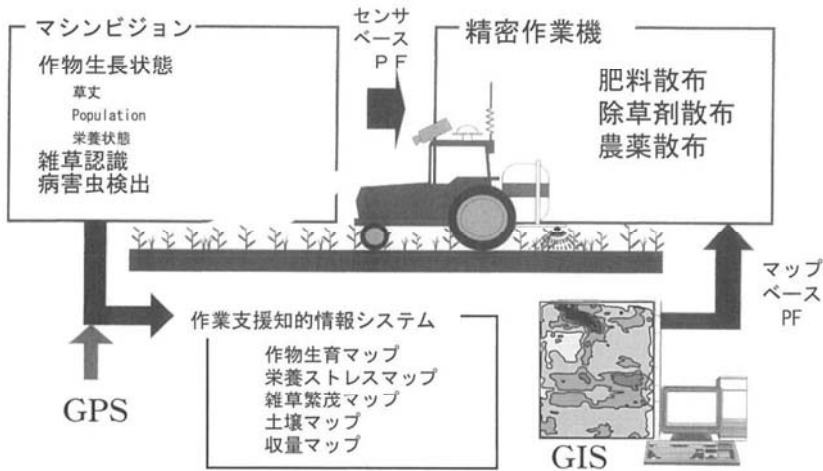 マシンビジョン
作物生長状態
草丈
Population
栄養状態
雑草認識
病害虫検出
センサ
ベース
PF
精密作業機
肥料散布
除草剤散布
農薬散布
マップ
ベース
PF
作業支援知的情報システム
作物生育マップ
栄養ストレスマップ
雑草繁茂マップ
土壌マップ
収量マップ
GPS
GIS